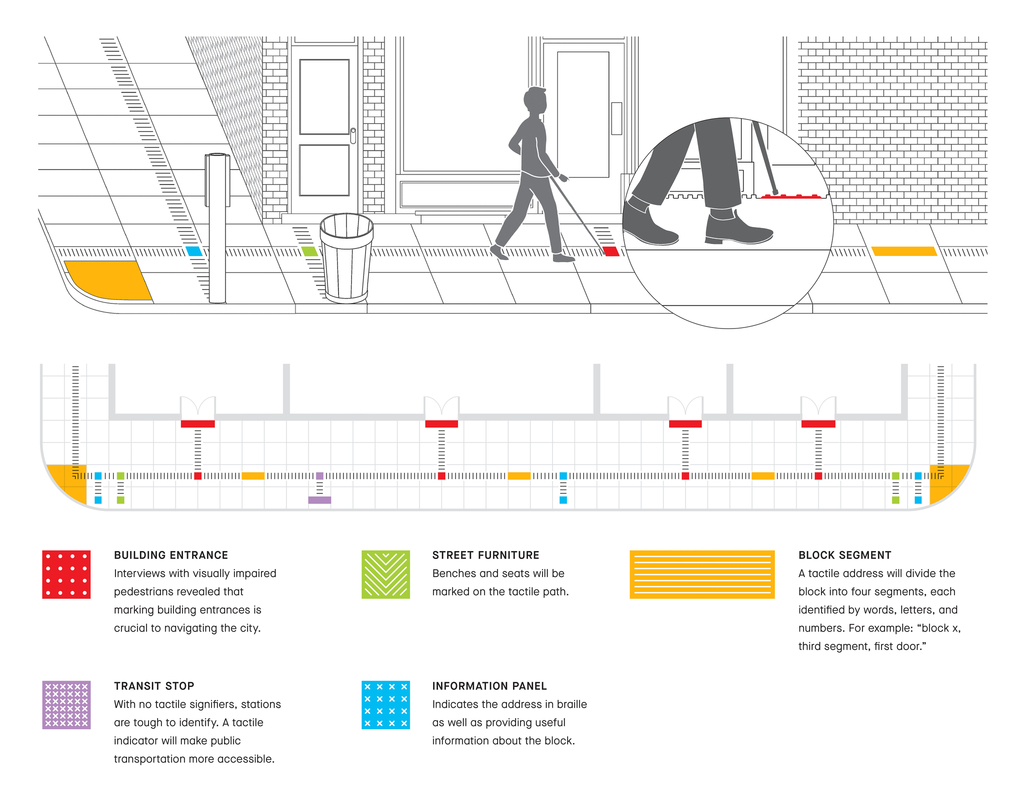 BUILDING ENTRANCE
Interviews with visually impaired
pedestrians revealed that
marking building entrances is
crucial to navigating the city.
STREET FURNITURE
Benches and seats will be
marked on the tactile path.
BLOCK SEGMENT
A tactile address will divide the
block into four segments, each
identified by words, letters, and
numbers. For example: “block x,
third segment, first door.”
TRANSIT STOP
With no tactile signifiers, stations
are tough to identify. A tactile
indicator will make public
transportation more accessible.
INFORMATION PANEL
Indicates the address in braille
as well as providing useful
information about the block.